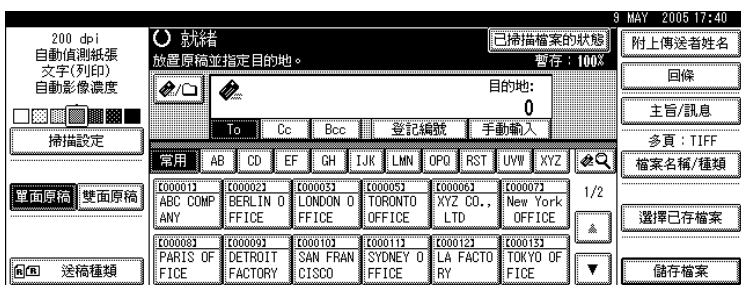 9 MAY 2005 17:40
200 dpi
自動偵測紙張
文字(列印)
自動影像濃度
掃描設定
單面原稿 雙面原稿
送稿種類
就緒
已掃描檔案的狀態
放置原稿並指定目的地。
暫存：100%
目的地:
0
To Cc Bcc 登記編號 手動輸入
常用 AB CD EF GH IJK LMN OPQ RST UVW XYZ
[00001] [00002] [00003] [00005] [00006] [00007]
ABC COMP BERLIN O LONDON O TORONTO XYZ CO., New York
ANY FFICE FFICE OFFICE LTD OFFICE
1/2
[00008] [00009] [00010] [00011] [00012] [00013]
PARIS OF DETROIT SAN FRAN SYDNEY O LA FACTO TOKYO OF
FICE FACTORY CISCO FFICE RY FICE
附上傳送者姓名
回條
主旨/訊息
多頁：TIFF
檔案名稱/種類
選擇已存檔案
儲存檔案